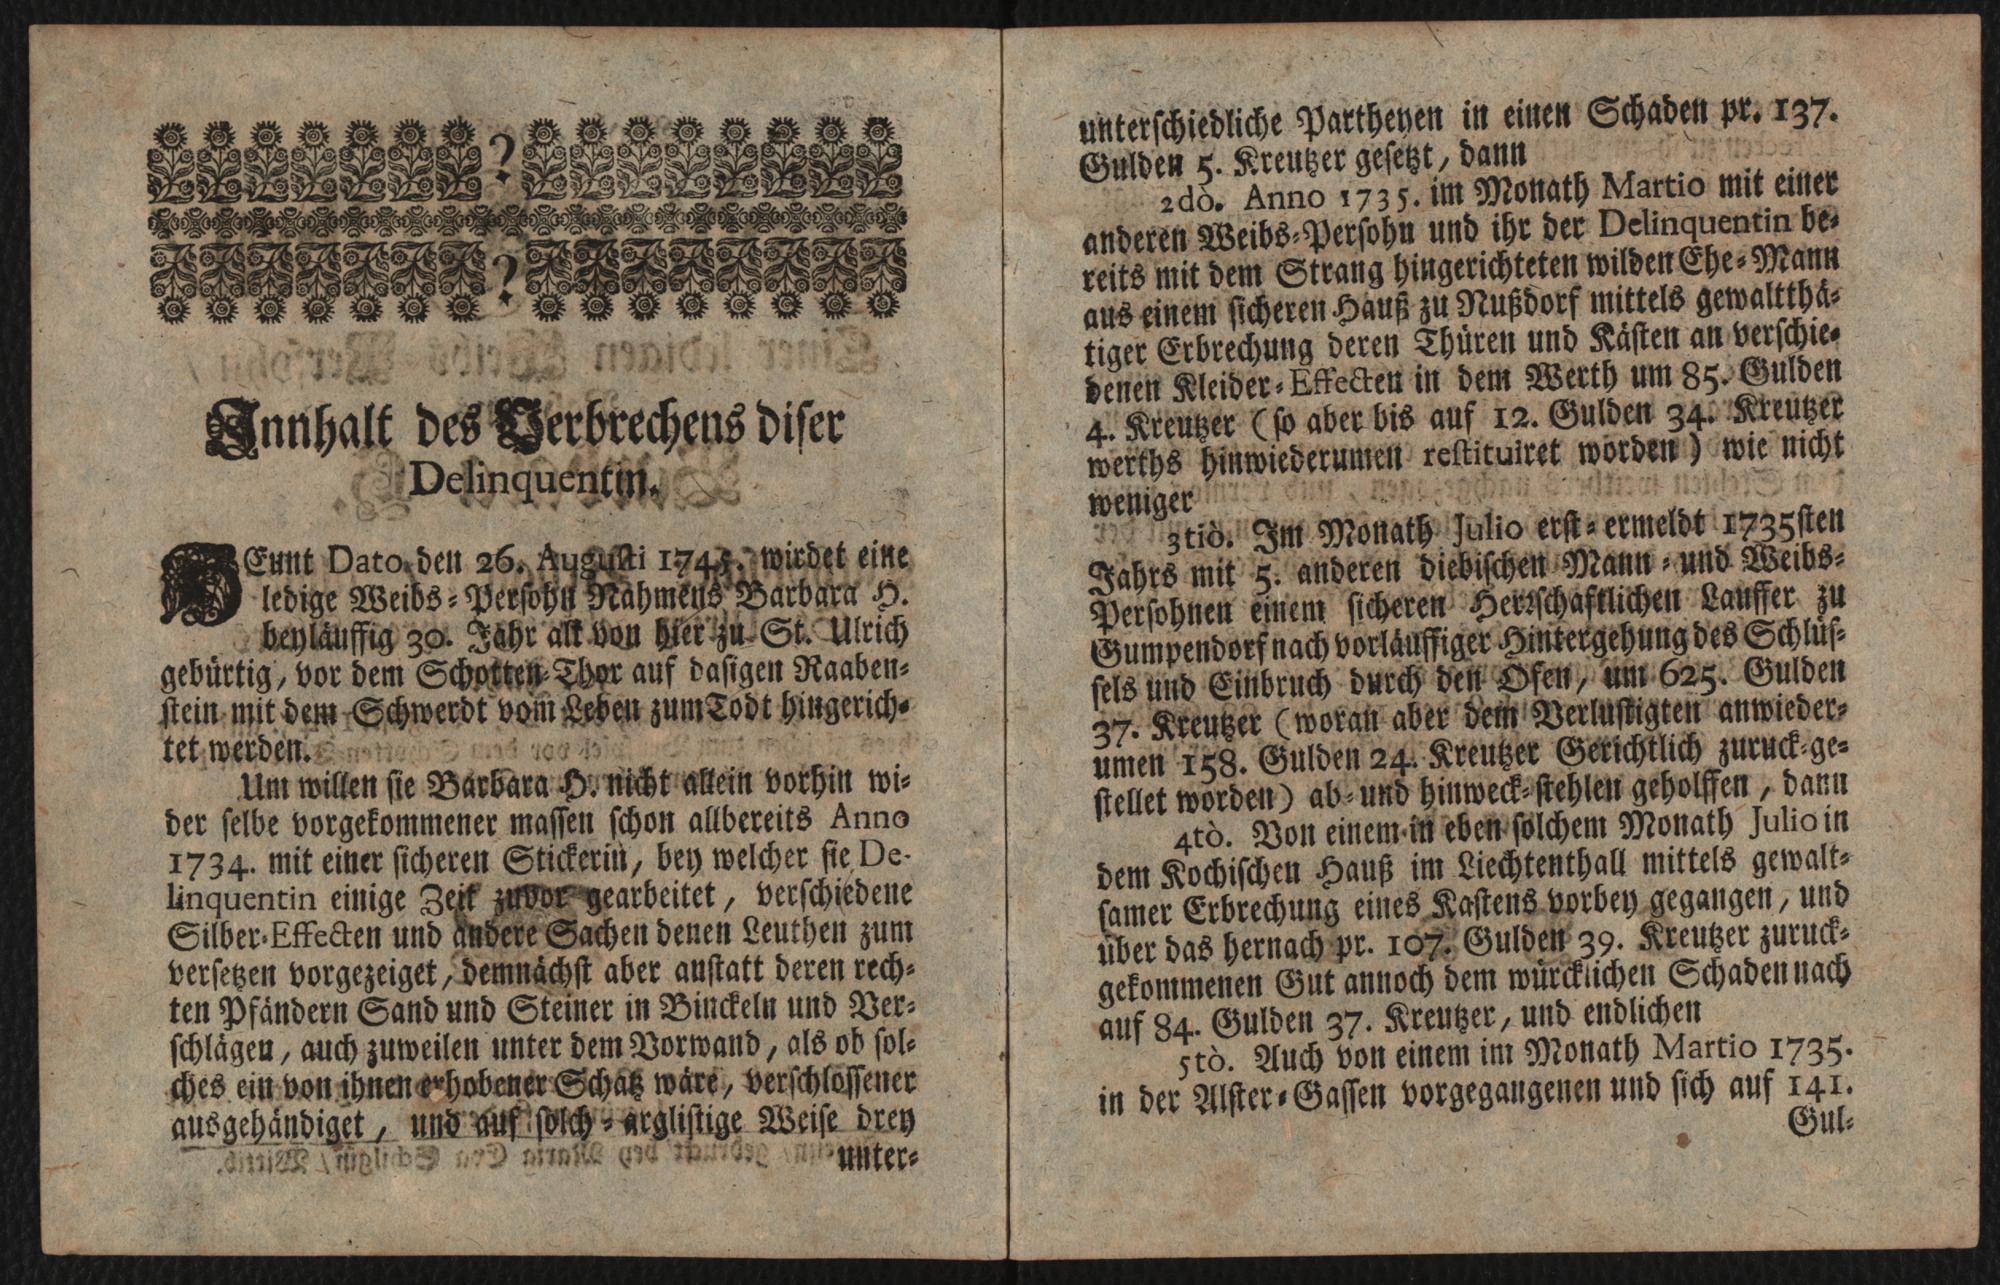 Innhalt des Verbrechens diser
Delinquentin.
HEunt Dato den 26. Augusti 1745. wirdet eine
ledige Weibs-Persohn Nahmens Barbara H.
beyläuffig 30. Jahr alt von hier zu St. Ulrich
gebürtig, vor dem Schotten-Thor auf dasigen Raaben-
stein mit dem Schwerdt vom Leben zum Todt hingerich-
tet werden.
Um willen sie Barbara H. nicht allein vorhin wi-
der selbe vorgekommener massen schon allbereits Anno
1734. mit einer sicheren Stickerin, bey welcher sie De-
linquentin einige Zeit zuvor gearbeitet, verschiedene
Silber-Effecten und andere Sachen denen Leuthen zum
versetzen vorgezeiget, demnächst aber anstatt deren rech-
ten Pfändern Sand und Steiner in Binckeln und Ver-
schlägen, auch zuweilen unter dem Vorwand, als ob sol-
ches ein von ihnen erhobener Schatz wäre, verschlossener
ausgehändiget, und auf solch-arglistige Weise drey
unter-
unterschiedliche Partheyen in einen Schaden pr. 137.
Gulden 5. Kreutzer gesetzt, dann
2dò. Anno 1735. im Monath Martio mit einer
anderen Weibs-Persohn und ihr der Delinquentin be-
reits mit dem Strang hingerichteten wilden Ehe-Mann
aus einem sicheren Hauß zu Nußdorf mittels gewaltthä-
tiger Erbrechung deren Thüren und Kästen an verschie-
denen Kleider-Effecten in dem Werth um 85. Gulden
4. Kreutzer (so aber bis auf 12. Gulden 34. Kreutzer
werths hinwiederumen restituiret worden) wie nicht
weniger
3tiò. Im Monath Julio erst-ermeldt 1735sten
Jahrs mit 5. anderen diebischen Mann-und Weibs-
Persohnen einem sicheren Herrschaftlichen Lauffer zu
Gumpendorf nach vorläuffiger Hintergehung des Schlüs-
sels und Einbruch durch den Ofen, um 625. Gulden
37. Kreutzer (woran aber dem Verlustigten anwieder-
umen 158. Gulden 24. Kreutzer Gerichtlich zuruck-ge-
stellet worden) ab-und hinweck-stehlen geholffen, dann
4tò. Von einem in eben solchem Monath Julio in
dem Kochischen Hauß im Liechtenthall mittels gewalt-
samer Erbrechung eines Kastens vorbey gegangen, und
über das hernach pr. 107. Gulden 39. Kreutzer zuruck-
gekommenen Gut annoch dem würcklichen Schaden nach
auf 84. Gulden 37. Kreutzer, und endlichen
5tò. Auch von einem im Monath Martio 1735.
in der Alster-Gassen vorgegangenen und sich auf 141.
Gul-